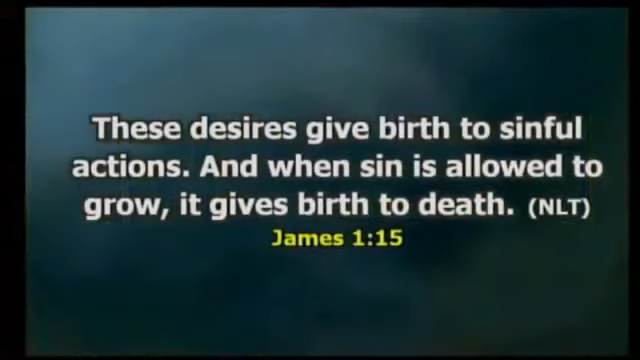 These desires give birth to sinful
actions. And when sin is allowed to
grow, it gives birth to death. (NLT)
James 1:15